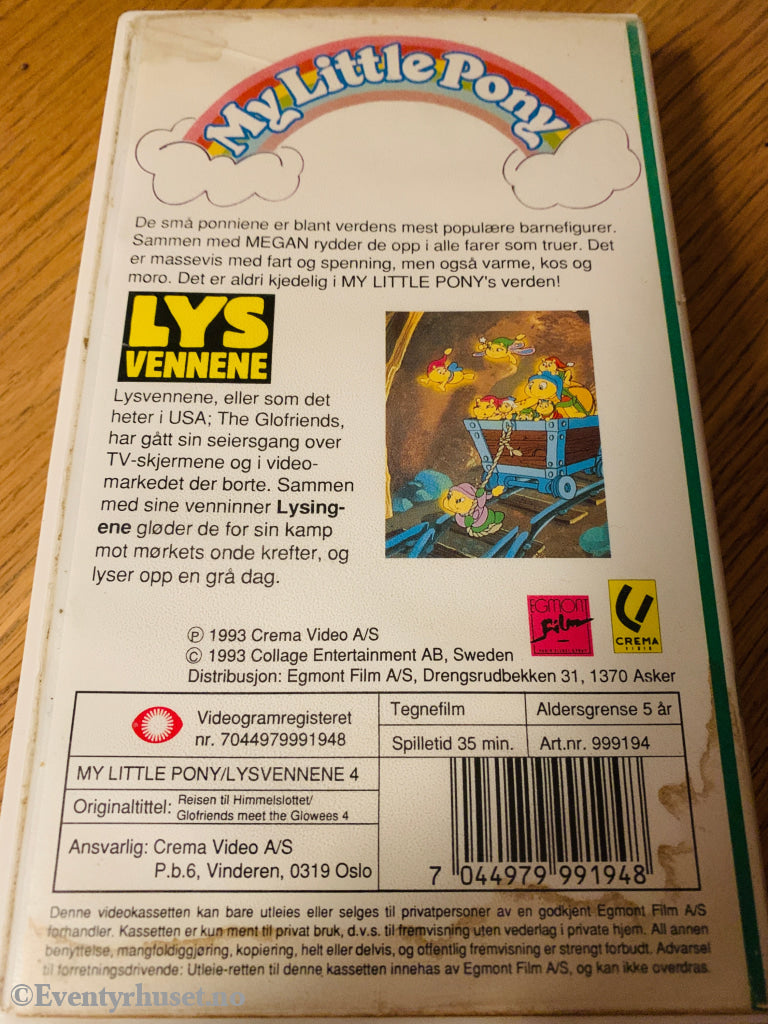 My Little Pony
De små ponniene er blant verdens mest populære barnefigurer.
Sammen med MEGAN rydder de opp i alle farer som truer. Det
er massevis med fart og spenning, men også varme, kos og
moro. Det er aldri kjedelig i MY LITTLE PONY's verden!
LYS
VENNENE
Lysvennene, eller som det
heter i USA; The Glofriends,
har gått sin seiersgang over
TV-skjermene og i video-
markedet der borte. Sammen
med sine venninner Lysing-
ene gløder de for sin kamp
mot mørkets onde krefter, og
lyser opp en grå dag.
EGMONT
film
CREMA
VIDEO
℗ 1993 Crema Video A/S
© 1993 Collage Entertainment AB, Sweden
Distribusjon: Egmont Film A/S, Drengsrudbekken 31, 1370 Asker
Videogramregisteret
nr. 7044979991948
Tegnefilm
Aldersgrense 5 år
Spilletid 35 min.
Art.nr. 999194
MY LITTLE PONY/LYSVENNENE 4
Originaltittel: Reisen til Himmelslottet/
Glofriends meet the Glowees 4
Ansvarlig: Crema Video A/S
P.b.6, Vinderen, 0319 Oslo
7 044979 991948
Denne videokassetten kan bare utleies eller selges til privatpersoner av en godkjent Egmont Film A/S
forhandler. Kassetten er kun ment til privat bruk, d.v.s. til fremvisning uten vederlag i private hjem. All annen
benyttelse, mangfoldiggjøring, kopiering, helt eller delvis, og offentlig fremvisning er strengt forbudt. Advarsel
til forretningsdrivende: Utleie-retten til denne kassetten innehas av Egmont Film A/S, og kan ikke overdras.
©Eventyrhuset.no